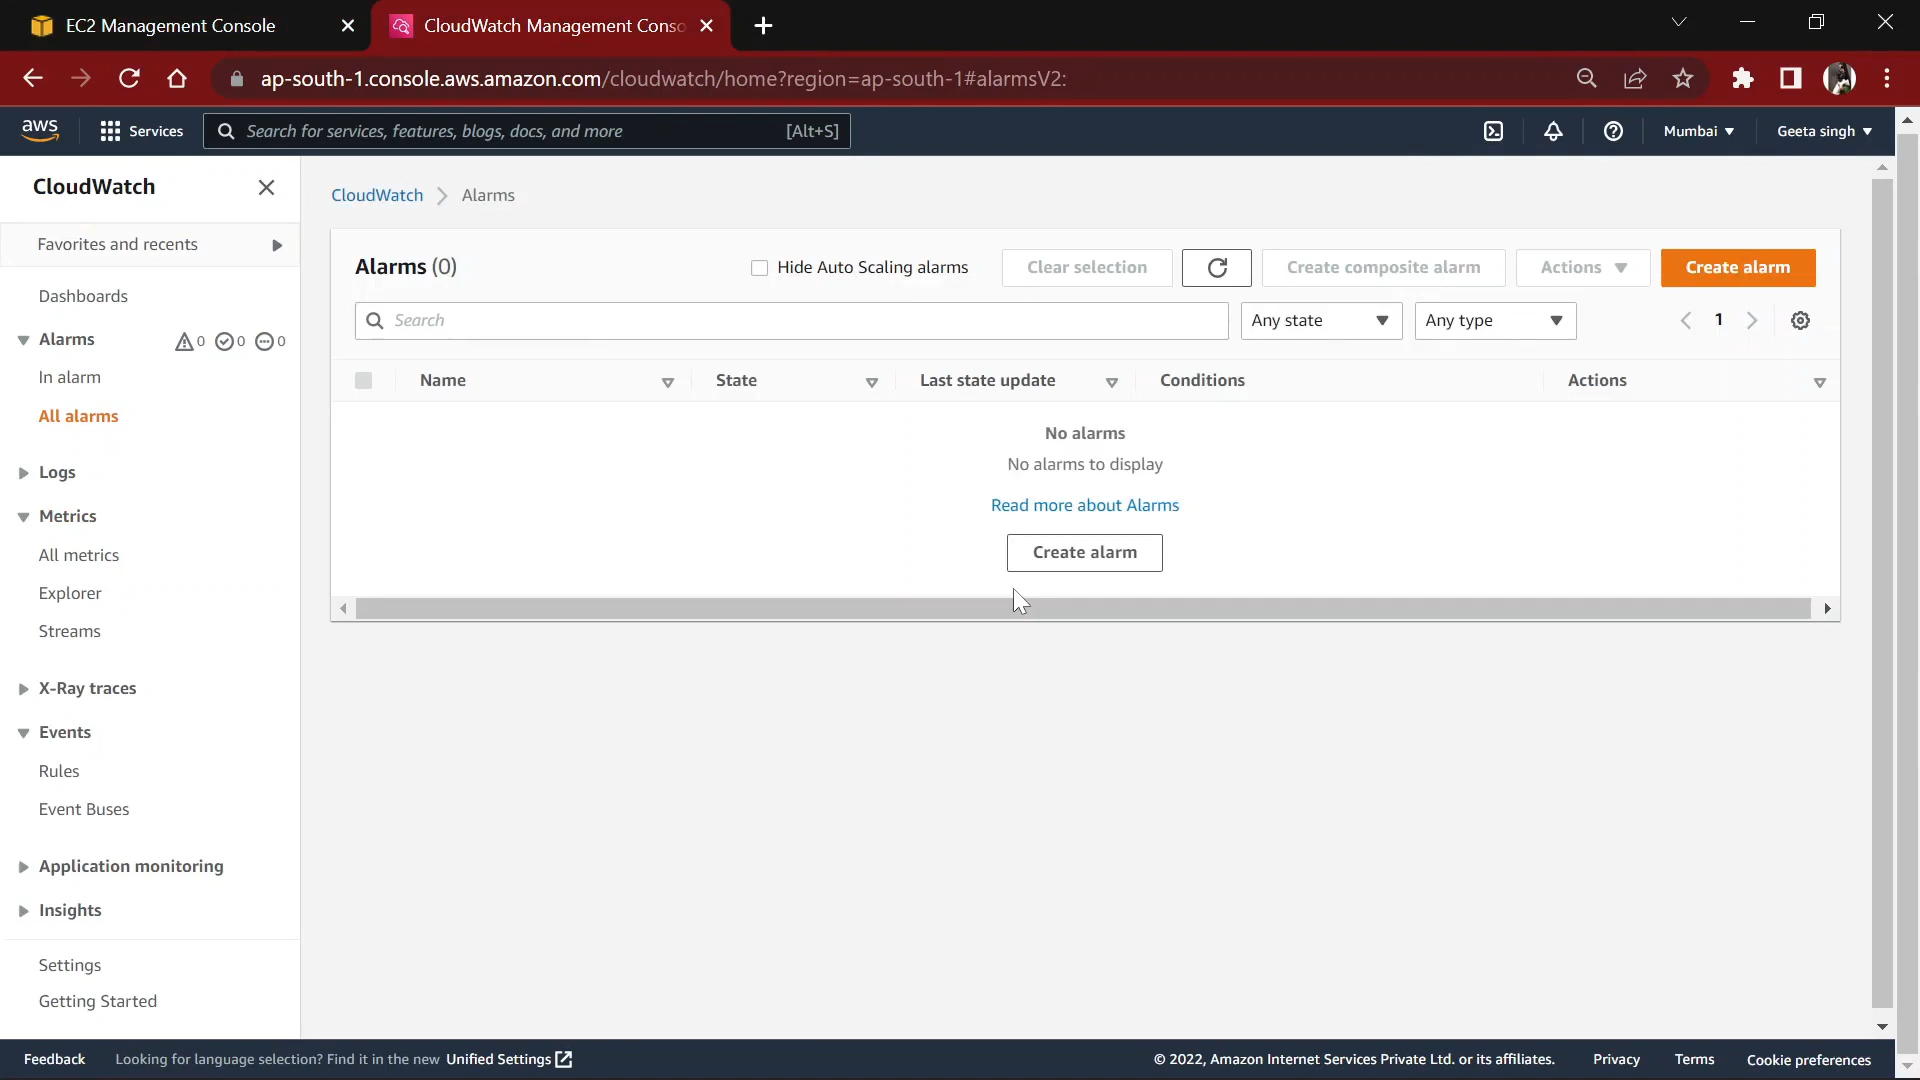 EC2 Management Console
CloudWatch Management Conso
ap-south-1.console.aws.amazon.com/cloudwatch/home?region=ap-south-1#alarmsV2:
aws
Services
Search for services, features, blogs, docs, and more
[Alt+S]
Mumbai
Geeta singh
CloudWatch
Favorites and recents
Dashboards
Alarms
0
0
0
In alarm
All alarms
Logs
Metrics
All metrics
Explorer
Streams
X-Ray traces
Events
Rules
Event Buses
Application monitoring
Insights
Settings
Getting Started
CloudWatch
Alarms
Alarms (0)
Hide Auto Scaling alarms
Clear selection
Create composite alarm
Actions
Create alarm
Search
Any state
Any type
1
Name
State
Last state update
Conditions
Actions
No alarms
No alarms to display
Read more about Alarms
Create alarm
Feedback
Looking for language selection? Find it in the new Unified Settings
© 2022, Amazon Internet Services Private Ltd. or its affiliates.
Privacy
Terms
Cookie preferences